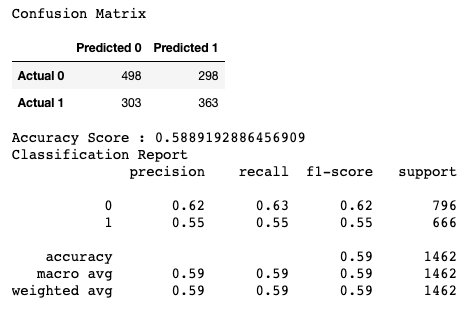 Confusion Matrix
Predicted 0 Predicted 1
Actual 0 498 298
Actual 1 303 363
Accuracy Score : 0.5889192886456909
Classification Report
precision recall f1-score support
0 0.62 0.63 0.62 796
1 0.55 0.55 0.55 666
accuracy 0.59 1462
macro avg 0.59 0.59 0.59 1462
weighted avg 0.59 0.59 0.59 1462